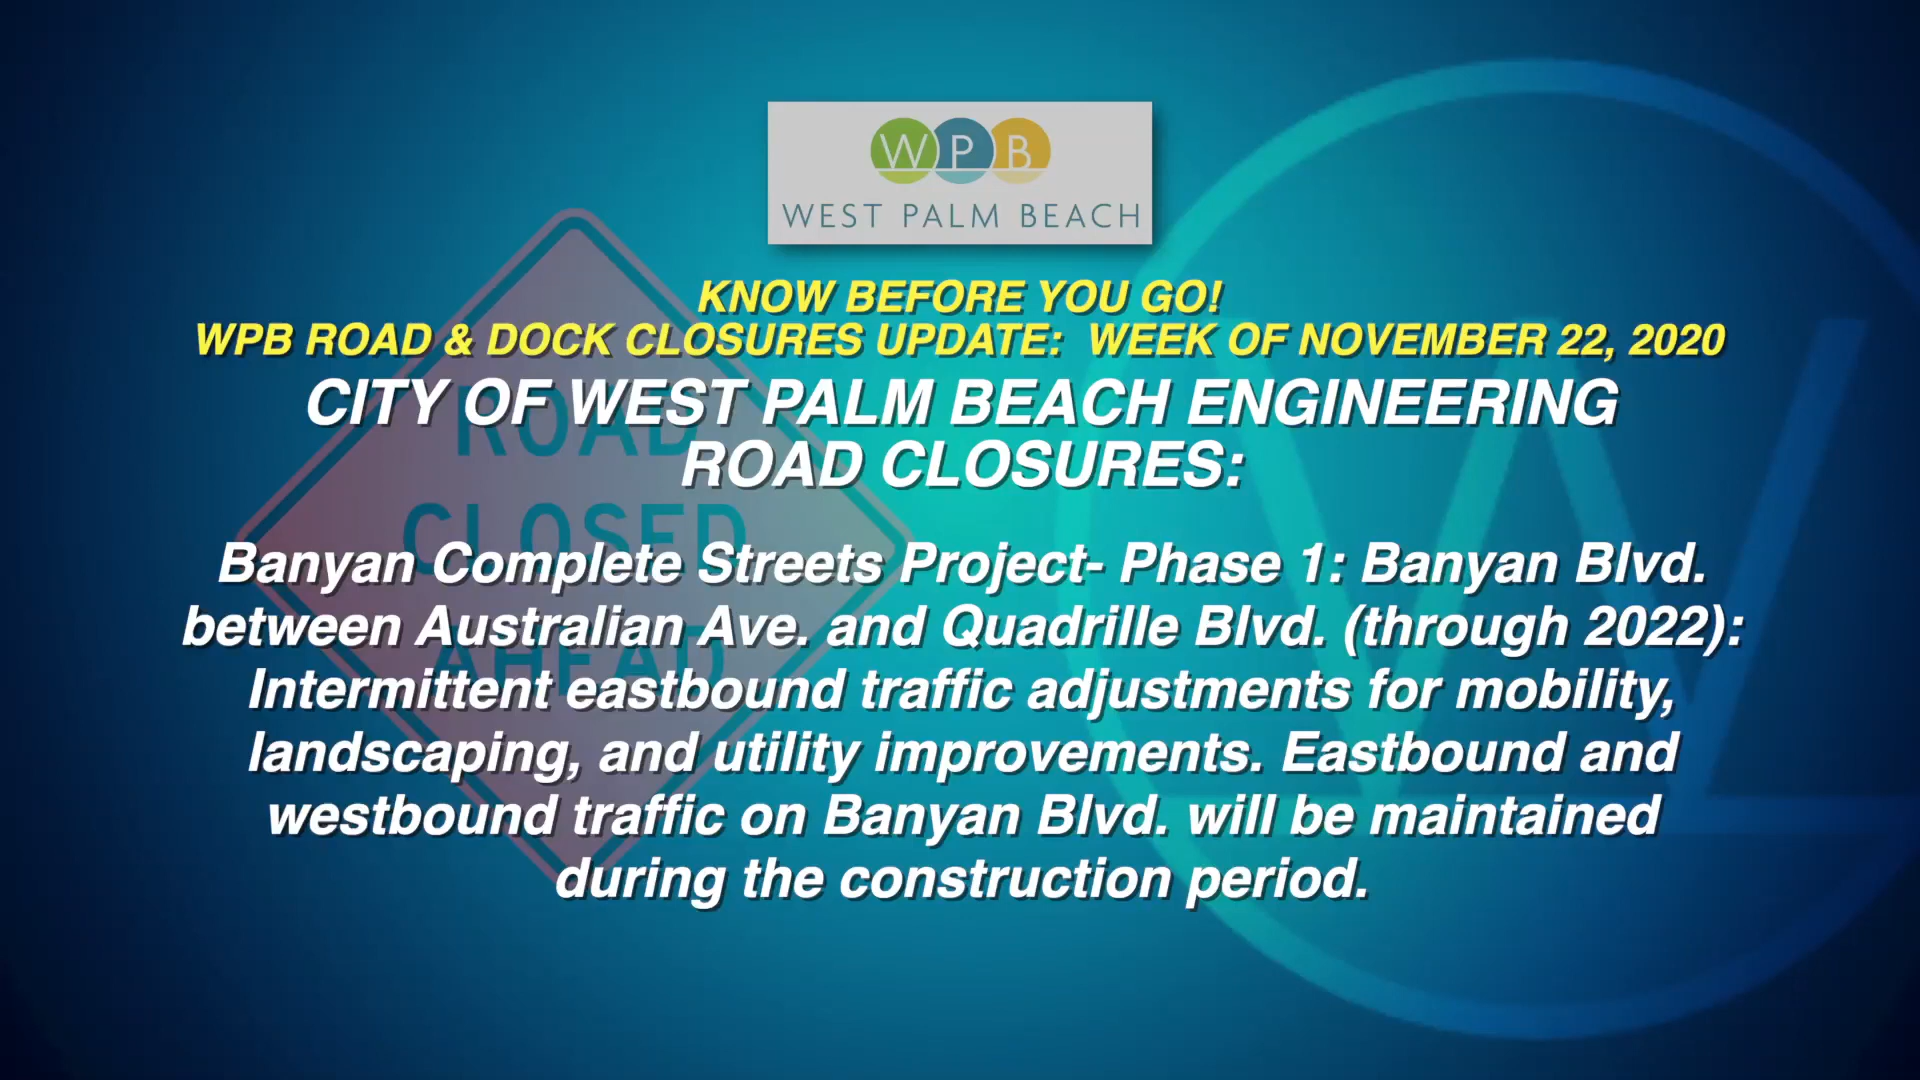 WPB
WEST PALM BEACH
KNOW BEFORE YOU GO!
WPB ROAD & DOCK CLOSURES UPDATE: WEEK OF NOVEMBER 22, 2020
CITY OF WEST PALM BEACH ENGINEERING
ROAD CLOSURES:
ROAD
CLOSED
AHEAD
Banyan Complete Streets Project- Phase 1: Banyan Blvd.
between Australian Ave. and Quadrille Blvd. (through 2022):
Intermittent eastbound traffic adjustments for mobility,
landscaping, and utility improvements. Eastbound and
westbound traffic on Banyan Blvd. will be maintained
during the construction period.
W